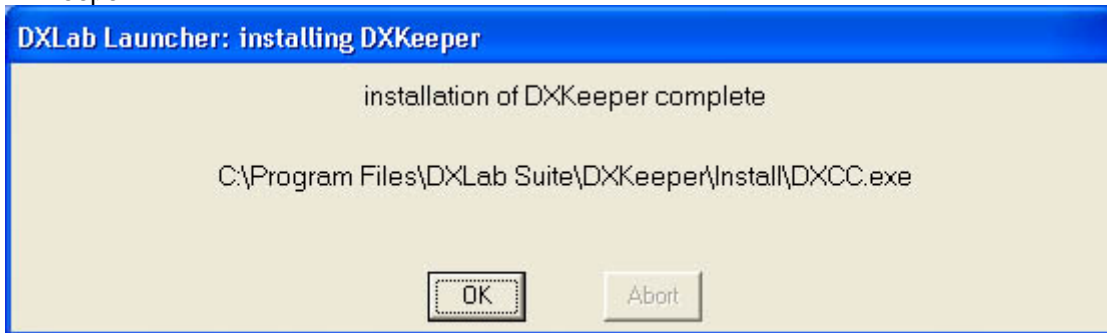 DXLab Launcher: installing DXKeeper
installation of DXKeeper complete
C:\Program Files\DXLab Suite\DXKeeper\Install\DXCC.exe
OK
Abort